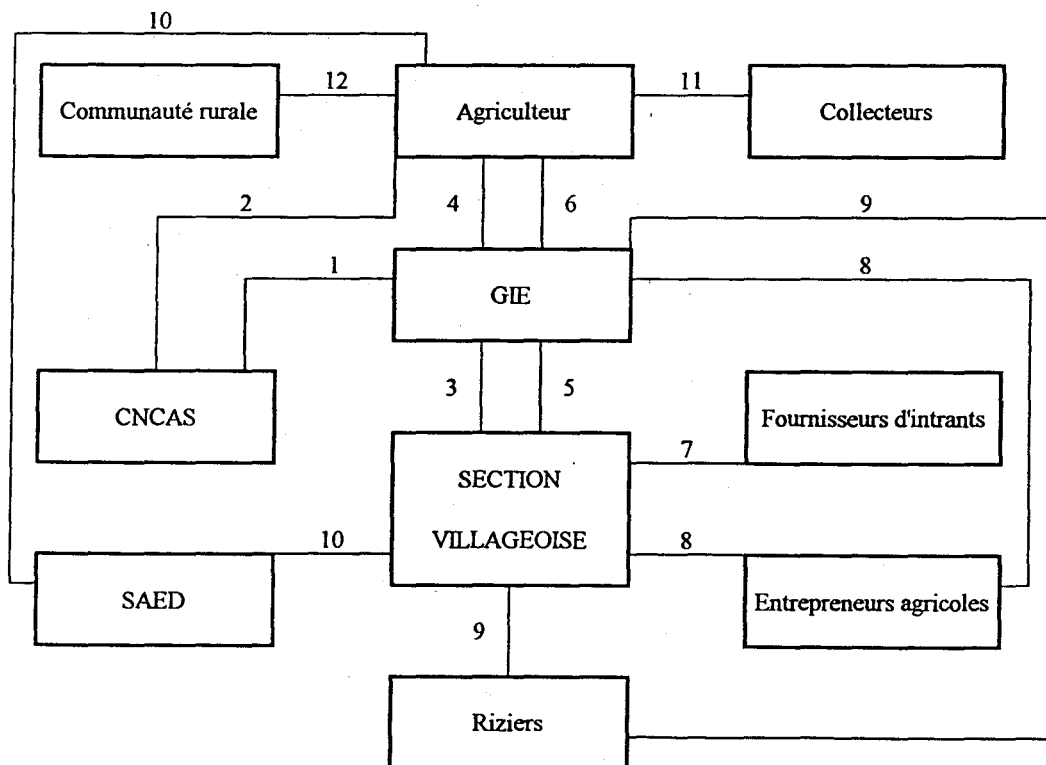 10
12
11
Communauté rurale
Agriculteur
Collecteurs
2
4
6
9
1
8
GIE
3
5
CNCAS
Fournisseurs d'intrants
7
SECTION
VILLAGEOISE
10
8
SAED
Entrepreneurs agricoles
9
Riziers